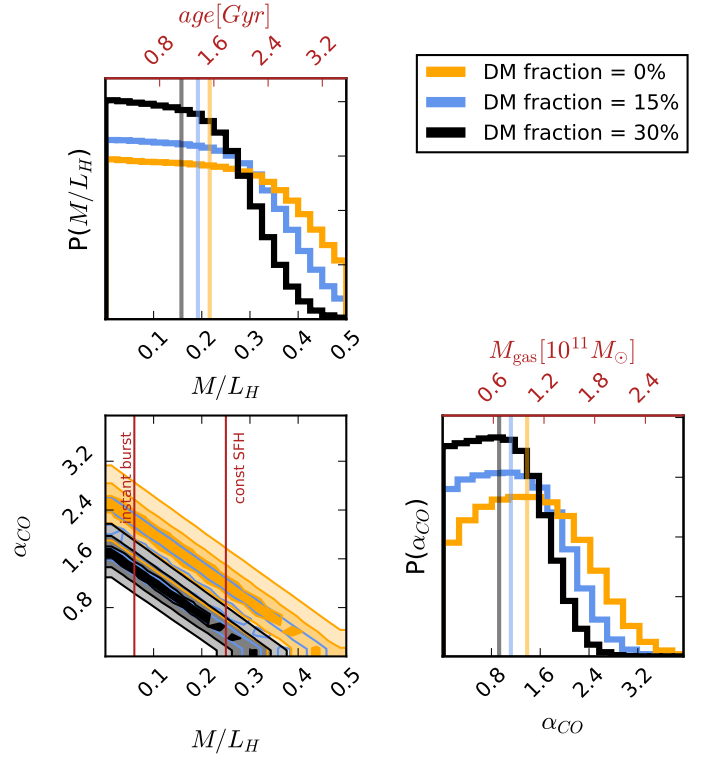 age[Gyr]
0.8 1.6 2.4 3.2
P(M/L_H)
0.1 0.2 0.3 0.4 0.5
M/L_H
DM fraction = 0%
DM fraction = 15%
DM fraction = 30%
α_CO
3.2
2.4
1.6
0.8
instant burst
const SFH
0.1 0.2 0.3 0.4 0.5
M/L_H
M_gas[10^11 M_⊙]
0.6 1.2 1.8 2.4
P(α_CO)
0.8 1.6 2.4 3.2
α_CO